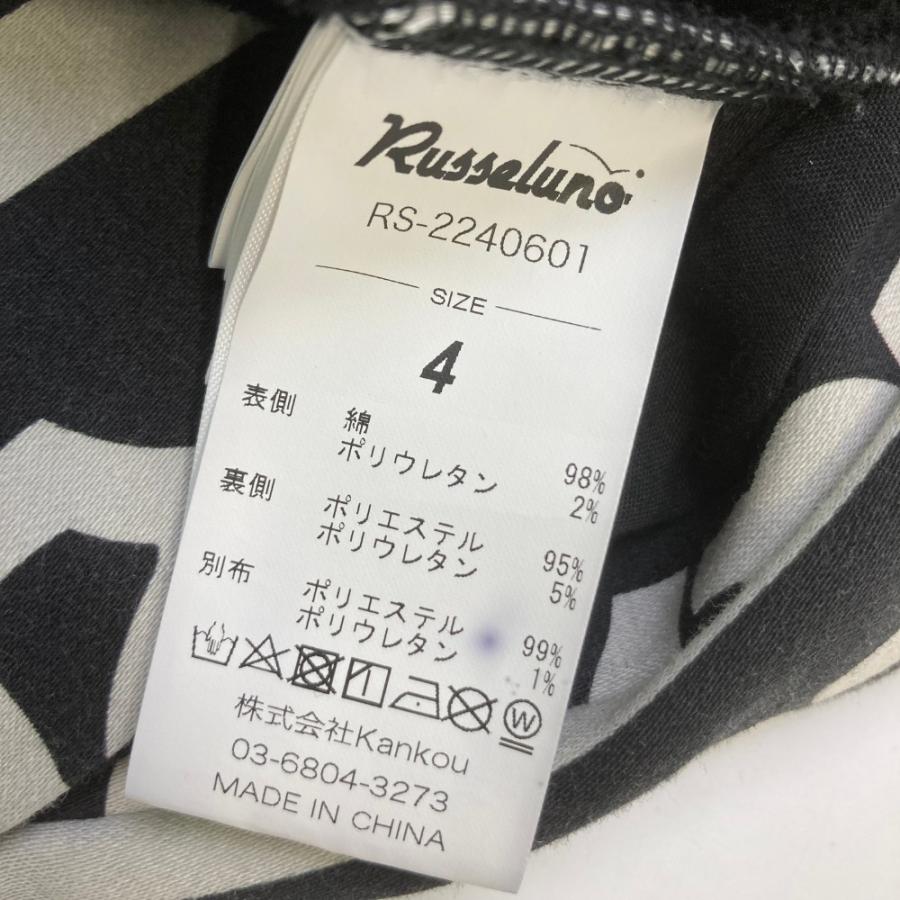 Russeluno
RS-2240601
SIZE
4
表側 綿 98%
ポリウレタン 2%
裏側 ポリエステル 95%
ポリウレタン 5%
別布 ポリエステル 99%
ポリウレタン 1%
W
株式会社Kankou
03-6804-3273
MADE IN CHINA